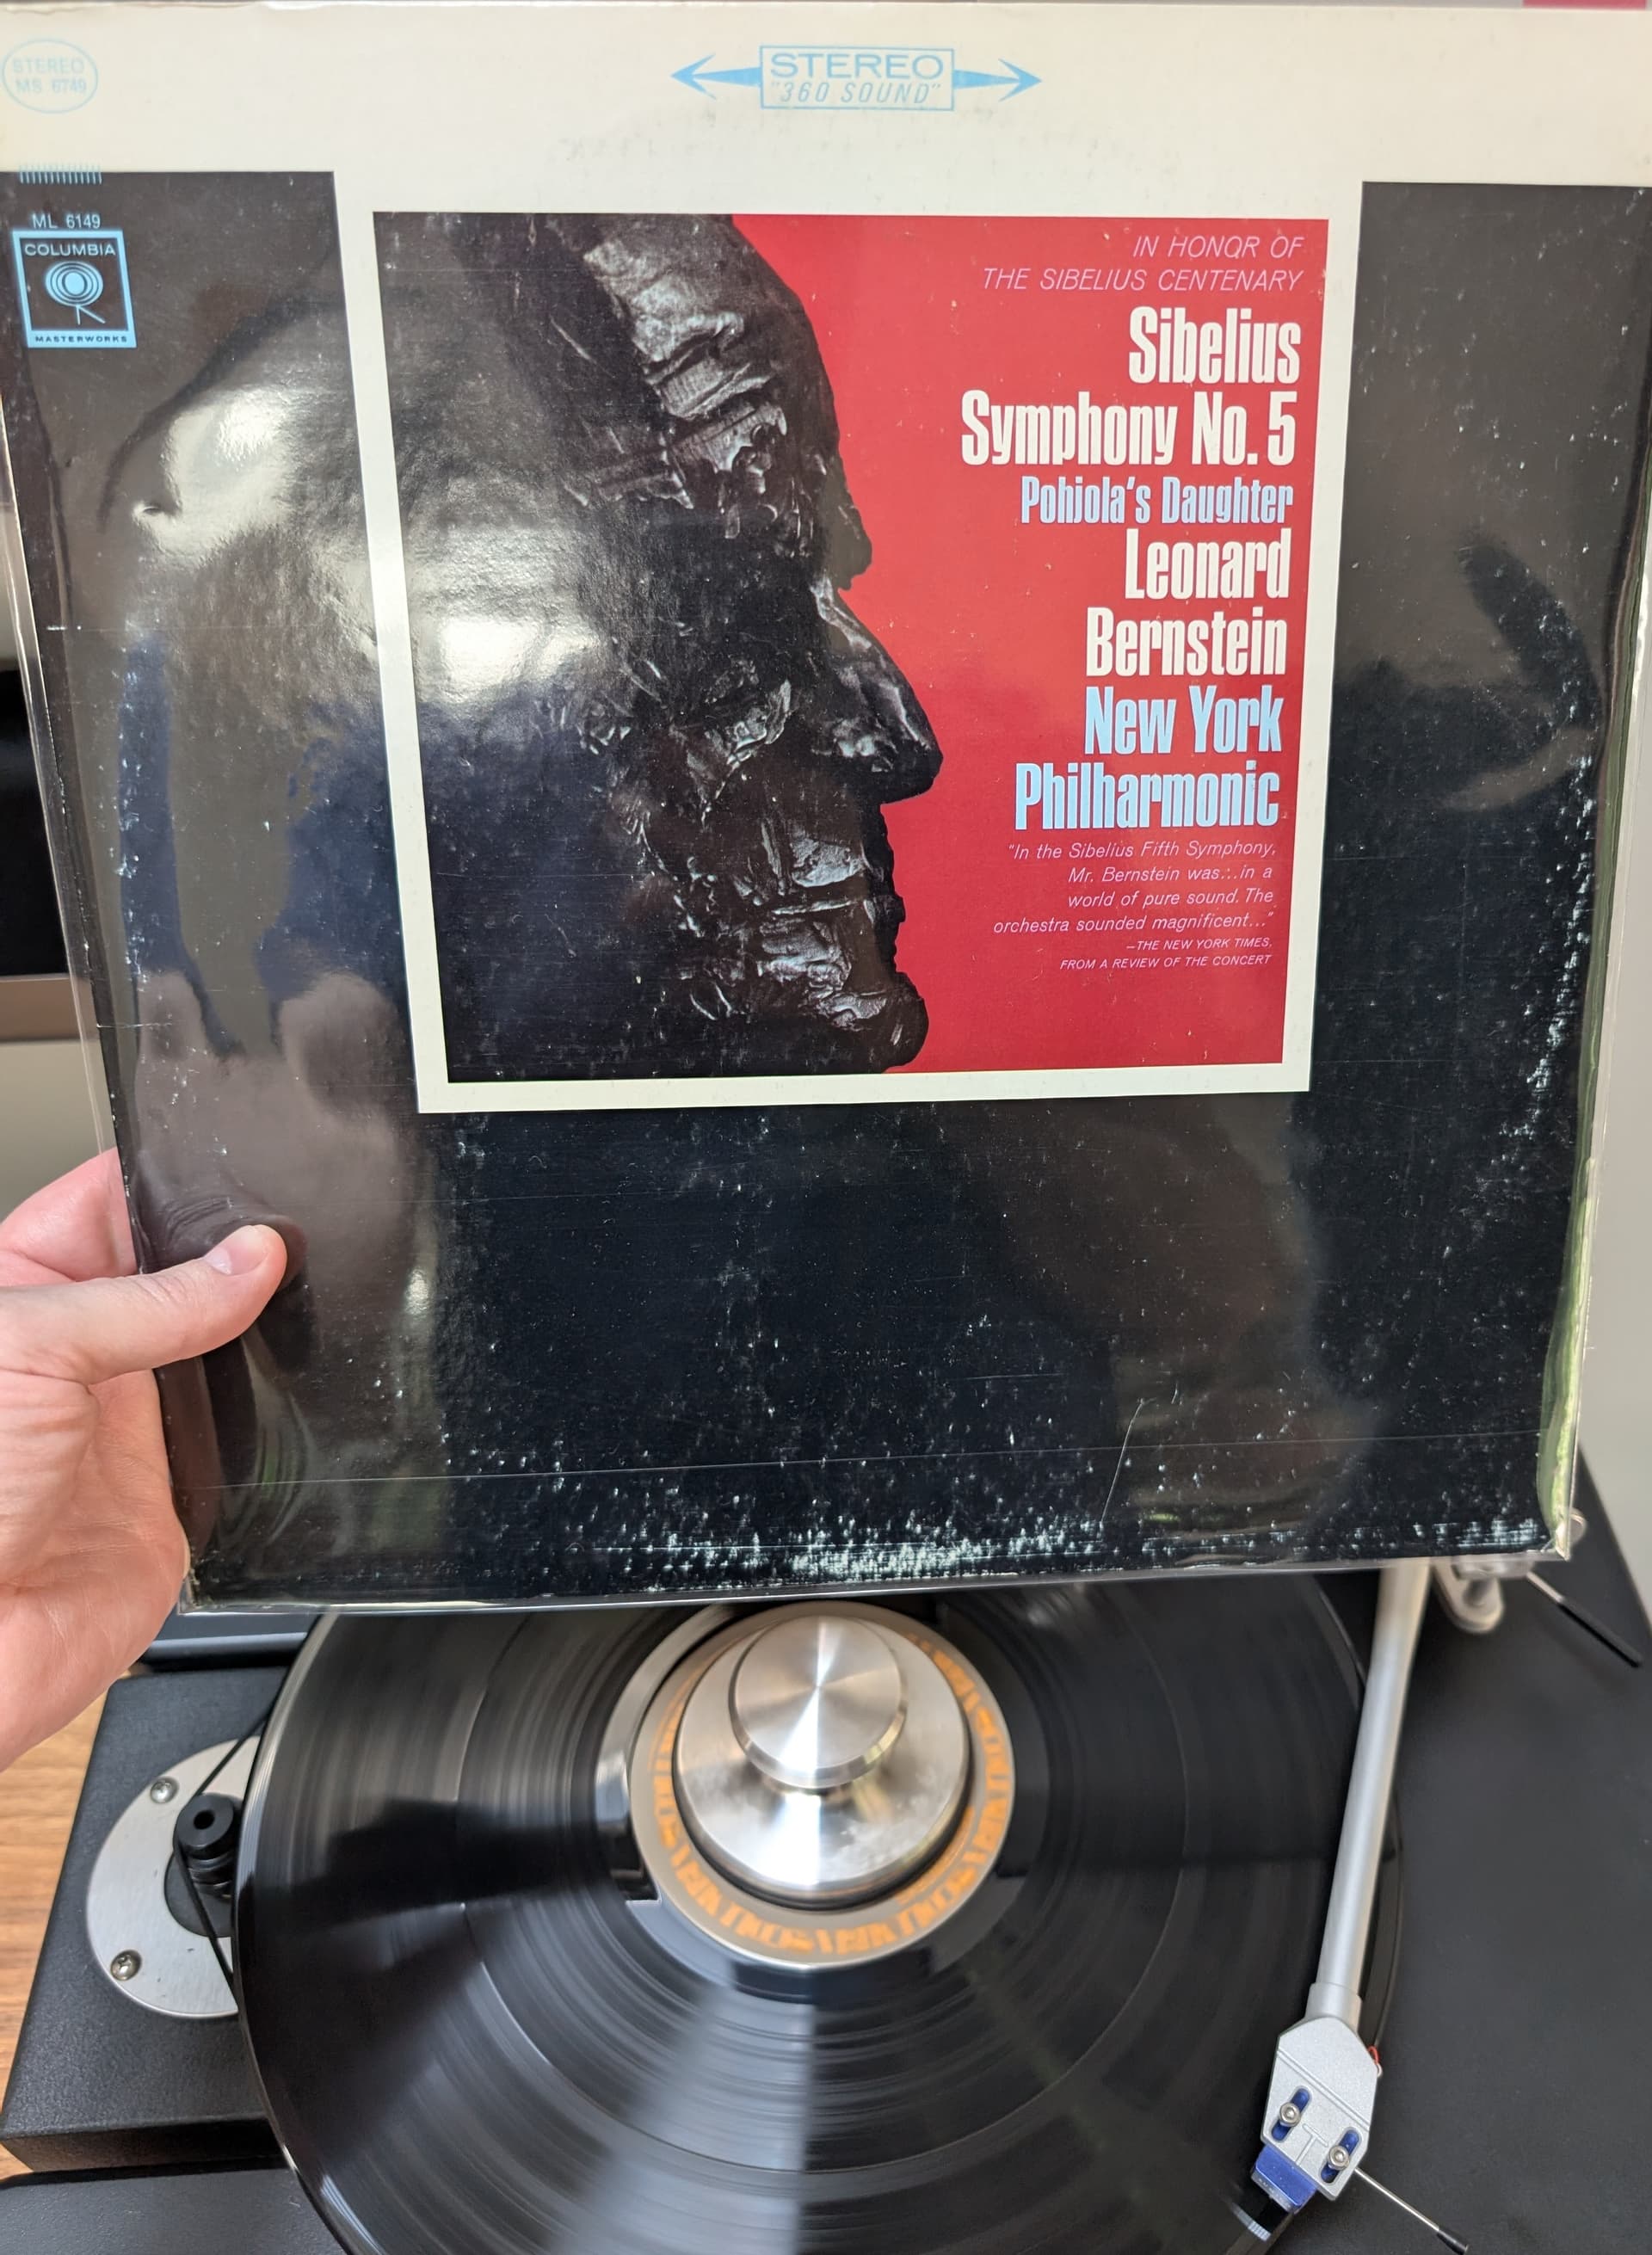 STEREO
MS 6749
STEREO
"360 SOUND"
ML 6149
COLUMBIA
MASTERWORKS
IN HONOR OF
THE SIBELIUS CENTENARY
Sibelius
Symphony No. 5
Pohjola's Daughter
Leonard
Bernstein
New York
Philharmonic
"In the Sibelius Fifth Symphony,
Mr. Bernstein was...in a
world of pure sound. The
orchestra sounded magnificent..."
—THE NEW YORK TIMES,
FROM A REVIEW OF THE CONCERT